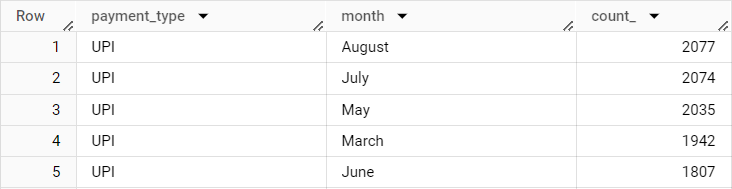 Row payment_type month count_
1 UPI August 2077
2 UPI July 2074
3 UPI May 2035
4 UPI March 1942
5 UPI June 1807